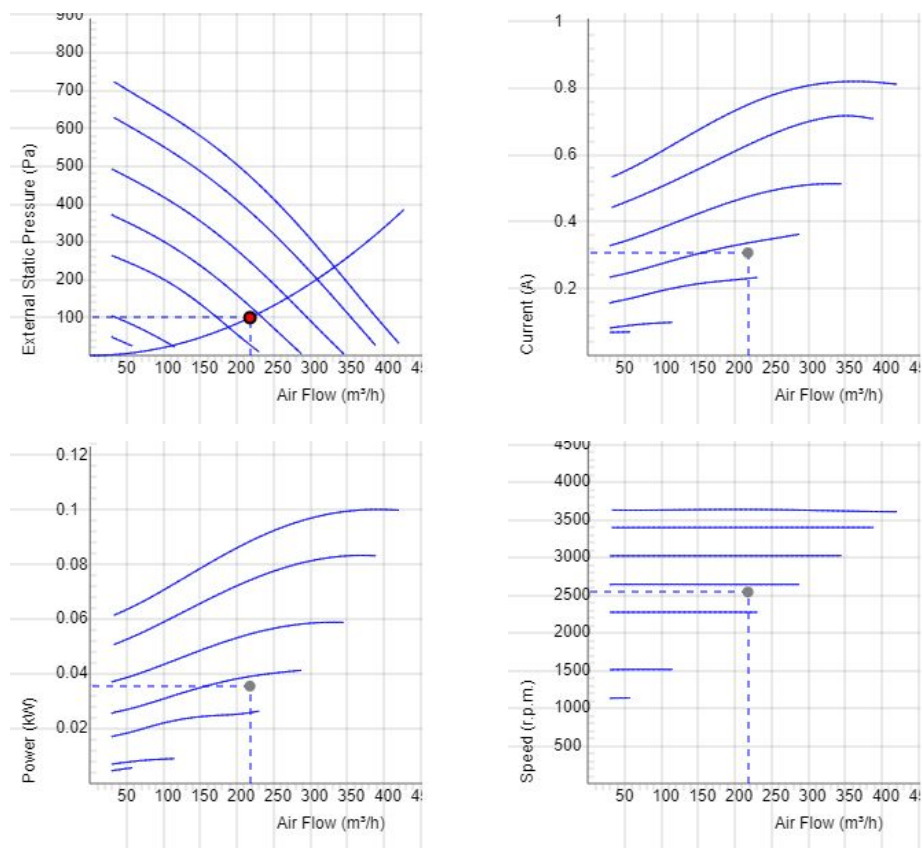 900
800
700
600
500
400
300
200
100
External Static Pressure (Pa)
50 100 150 200 250 300 350 400 45
Air Flow (m³/h)
1
0.8
0.6
0.4
0.2
Current (A)
50 100 150 200 250 300 350 400 45
Air Flow (m³/h)
0.12
0.1
0.08
0.06
0.04
0.02
Power (kW)
50 100 150 200 250 300 350 400 45
Air Flow (m³/h)
4500
4000
3500
3000
2500
2000
1500
1000
500
Speed (r.p.m.)
50 100 150 200 250 300 350 400 45
Air Flow (m³/h)